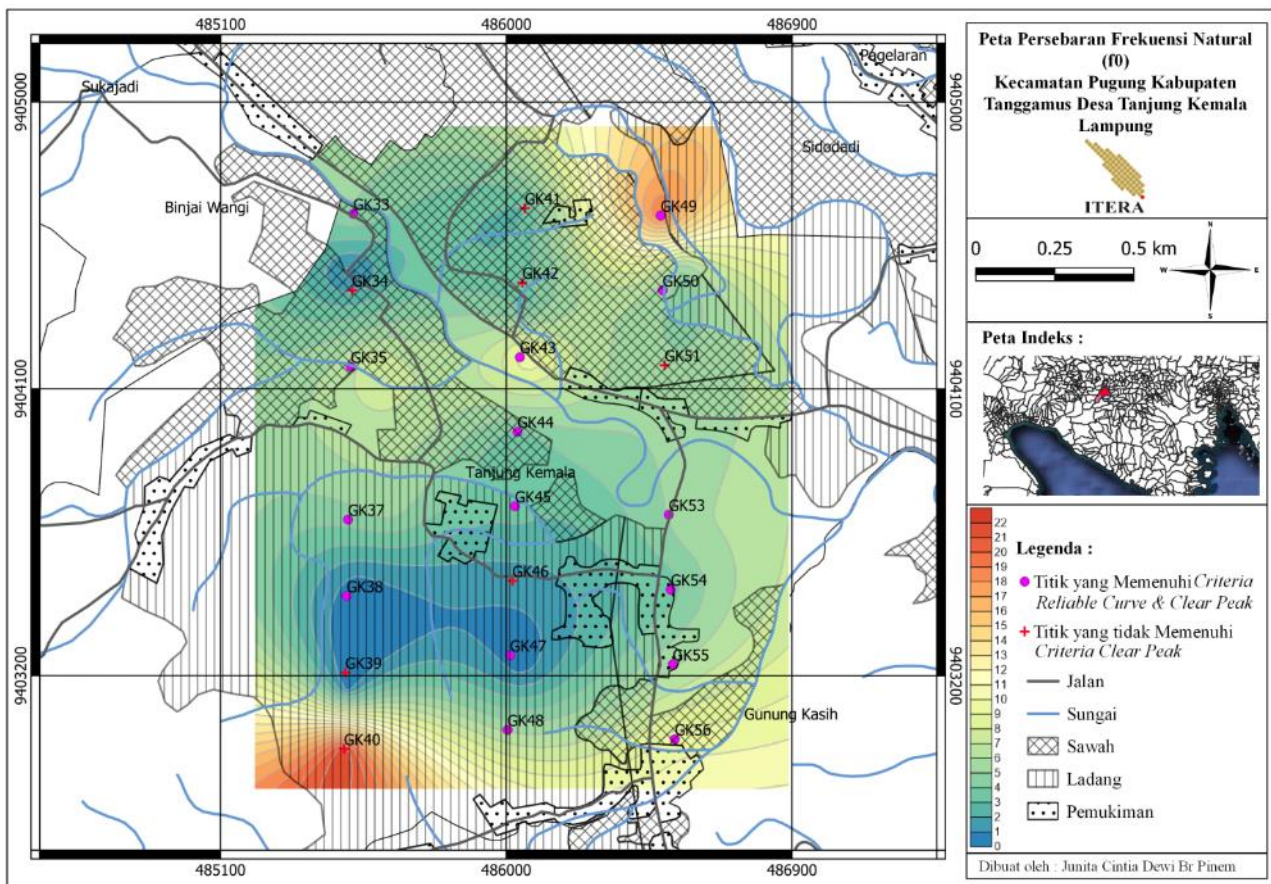 485100
486000
486900
9405000
9404100
9403200
9405000
9404100
9403200
485100
486000
486900
Sukajadi
Pagelaran
Sidodadi
Binjai Wangi
GK33
GK41
GK49
GK34
GK42
GK50
GK35
GK43
GK51
GK44
Tanjung Kemala
GK37
GK45
GK53
GK46
GK38
GK54
GK39
GK47
GK55
GK40
GK48
Gunung Kasih
GK56
Peta Persebaran Frekuensi Natural
(f0)
Kecamatan Pugung Kabupaten
Tanggamus Desa Tanjung Kemala
Lampung
ITERA
0 0.25 0.5 km
N
W E
S
Peta Indeks :
22
21
20
19
18
17
16
15
14
13
12
11
10
9
8
7
6
5
4
3
2
1
0
Legenda :
Titik yang Memenuhi Criteria
Reliable Curve & Clear Peak
Titik yang tidak Memenuhi
Criteria Clear Peak
Jalan
Sungai
Sawah
Ladang
Pemukiman
Dibuat oleh : Junita Cintia Dewi Br Pinem